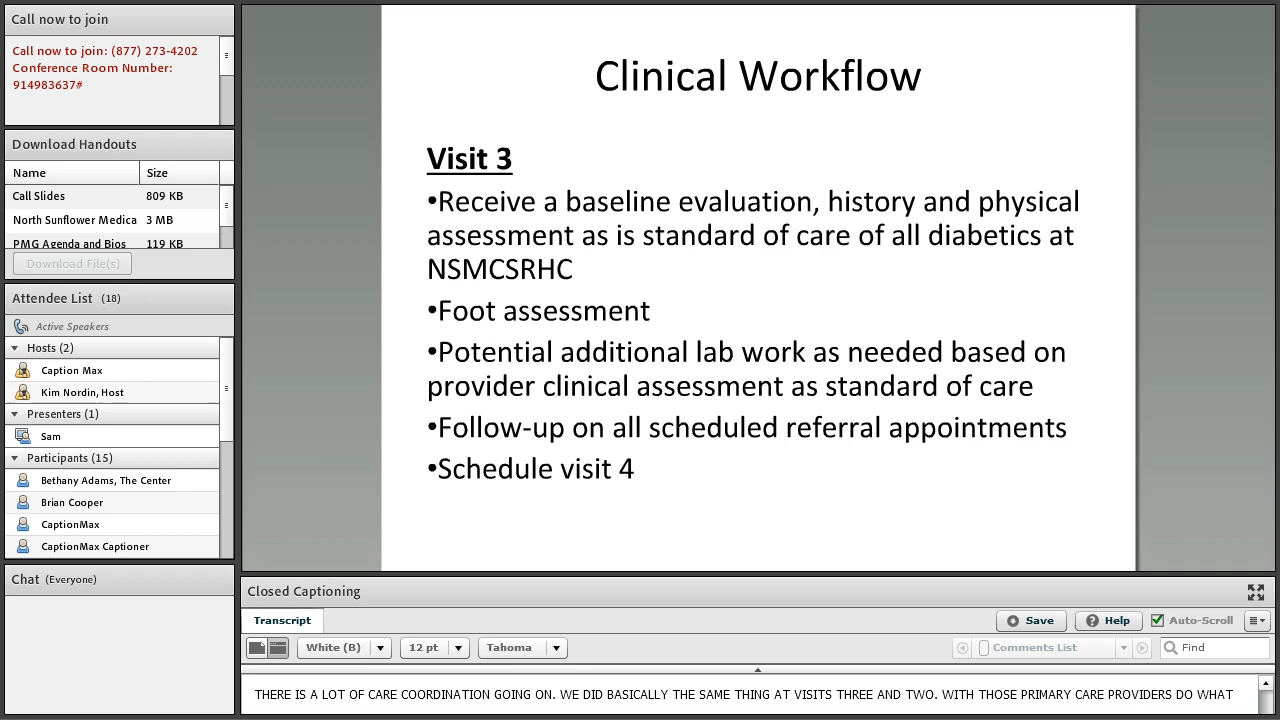 Call now to join
Call now to join: (877) 273-4202
Conference Room Number:
914983637#
Download Handouts
Name Size
Call Slides 809 KB
North Sunflower Medica 3 MB
PMG Agenda and Bios 119 KB
Download File(s)
Attendee List (18)
Active Speakers
Hosts (2)
Caption Max
Kim Nordin, Host
Presenters (1)
Sam
Participants (15)
Bethany Adams, The Center
Brian Cooper
CaptionMax
CaptionMax Captioner
Chat (Everyone)
Clinical Workflow
Visit 3
•Receive a baseline evaluation, history and physical
assessment as is standard of care of all diabetics at
NSMCSRHC
•Foot assessment
•Potential additional lab work as needed based on
provider clinical assessment as standard of care
•Follow-up on all scheduled referral appointments
•Schedule visit 4
Closed Captioning
Transcript Save Help Auto-Scroll
White (B) 12 pt Tahoma Comments List Find
THERE IS A LOT OF CARE COORDINATION GOING ON. WE DID BASICALLY THE SAME THING AT VISITS THREE AND TWO. WITH THOSE PRIMARY CARE PROVIDERS DO WHAT